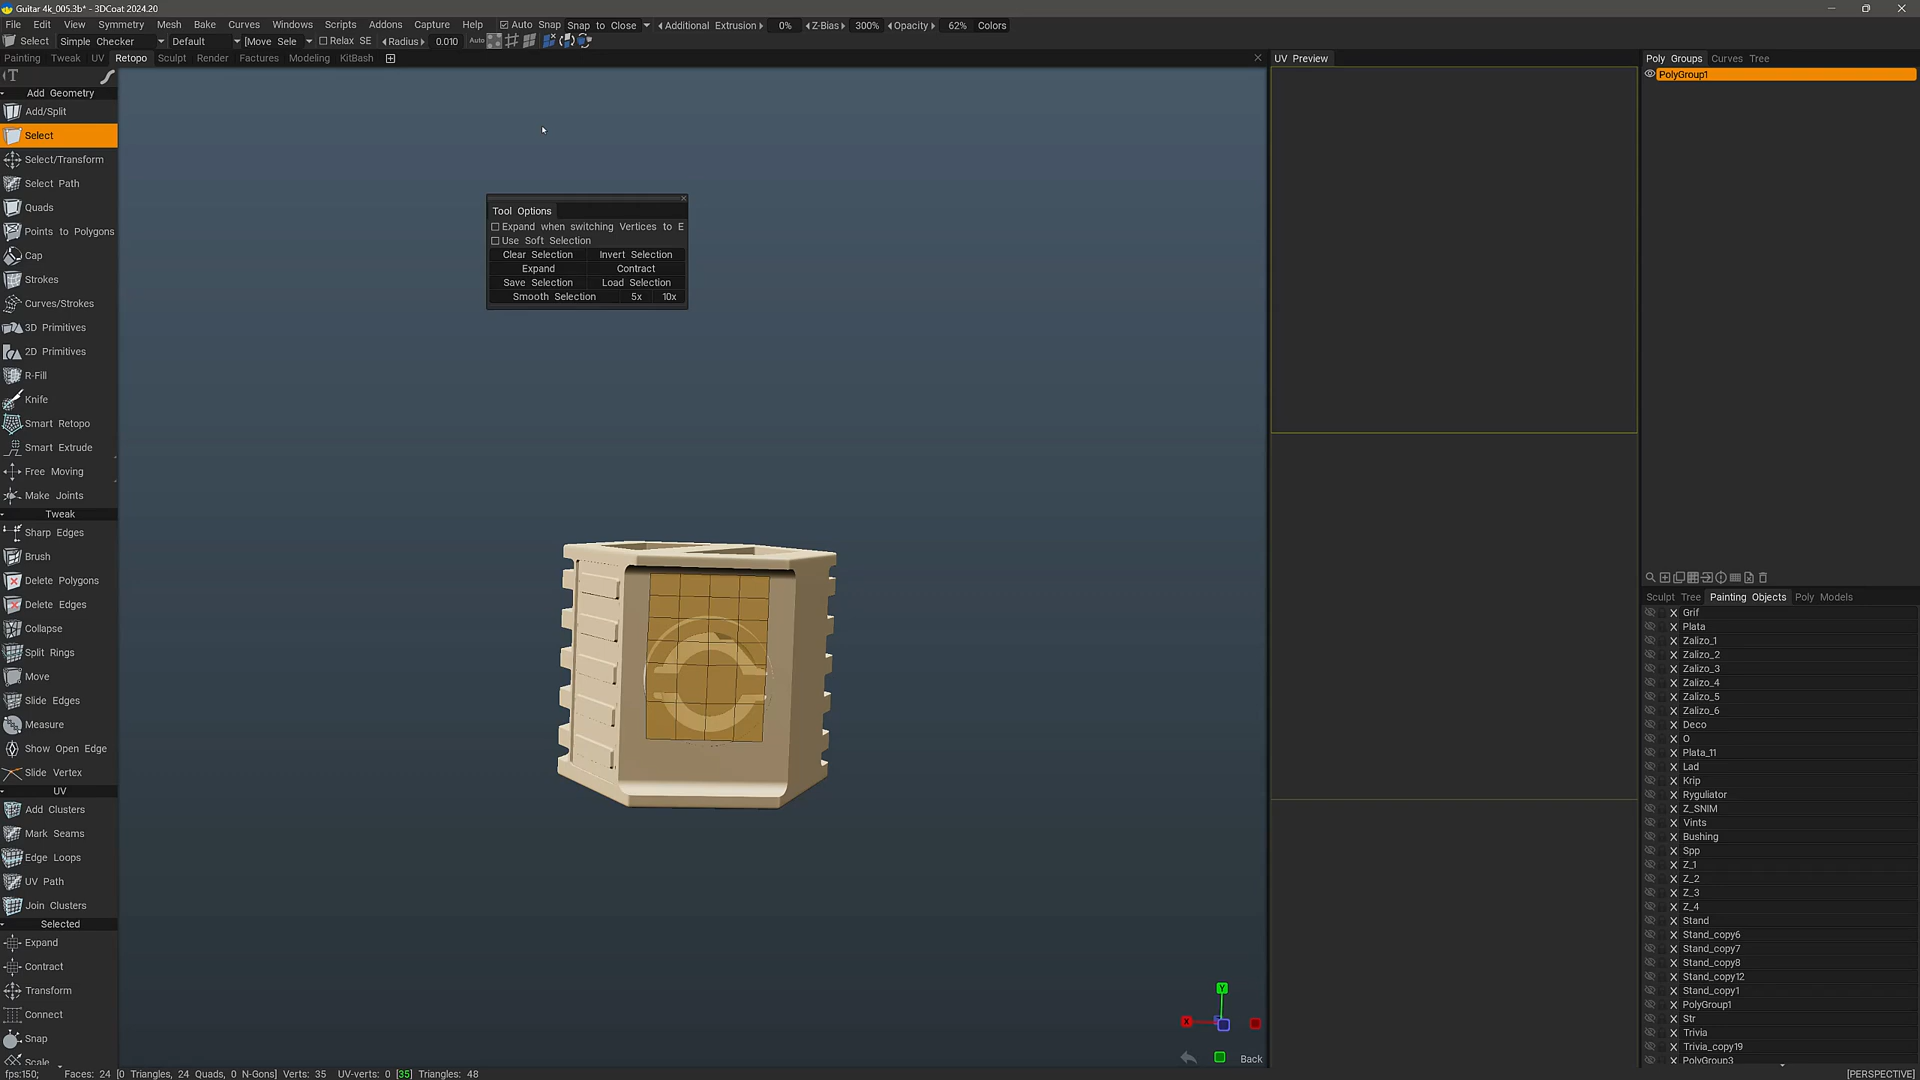 Guitar 4k_005.3b* - 3DCoat 2024.20
File Edit View Symmetry Mesh Bake Curves Windows Scripts Addons Capture Help Auto Snap Snap to Close Additional Extrusion 0% Z-Bias 300% Opacity 62% Colors
Select Simple Checker Default [Move Sele Relax SE Radius 0.010 Auto
Painting Tweak UV Retopo Sculpt Render Factures Modeling KitBash
UV Preview
Poly Groups Curves Tree
PolyGroup1
T
Add Geometry
Add/Split
Select
Select/Transform
Select Path
Quads
Points to Polygons
Cap
Strokes
Curves/Strokes
3D Primitives
2D Primitives
R-Fill
Knife
Smart Retopo
Smart Extrude
Free Moving
Make Joints
Tweak
Sharp Edges
Brush
Delete Polygons
Delete Edges
Collapse
Split Rings
Move
Slide Edges
Measure
Show Open Edge
Slide Vertex
UV
Add Clusters
Mark Seams
Edge Loops
UV Path
Join Clusters
Selected
Expand
Contract
Transform
Connect
Snap
Scale
Tool Options
Expand when switching Vertices to E
Use Soft Selection
Clear Selection Invert Selection
Expand Contract
Save Selection Load Selection
Smooth Selection 5x 10x
Y
X
Back
Sculpt Tree Painting Objects Poly Models
Grif
Plata
Zalizo_1
Zalizo_2
Zalizo_3
Zalizo_4
Zalizo_5
Zalizo_6
Deco
O
Plata_11
Lad
Krip
Ryguliator
Z_SNIM
Vints
Bushing
Spp
Z_1
Z_2
Z_3
Z_4
Stand
Stand_copy6
Stand_copy7
Stand_copy8
Stand_copy12
Stand_copy1
PolyGroup1
Str
Trivia
Trivia_copy19
PolyGroup3
fps:150; Faces: 24 [0 Triangles, 24 Quads, 0 N-Gons] Verts: 35 UV-verts: 0 [35] Triangles: 48
[PERSPECTIVE]